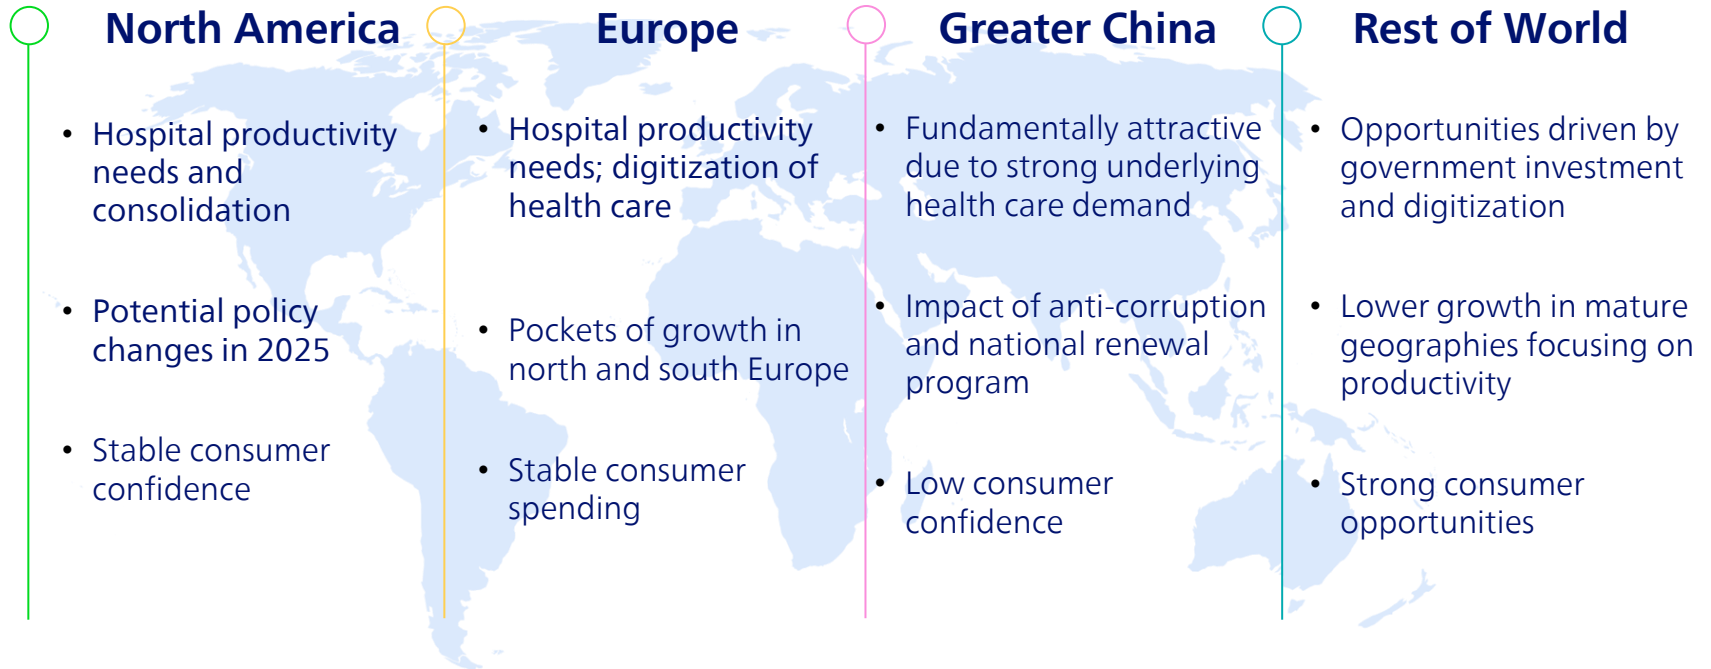 North America
• Hospital productivity
needs and
consolidation
• Potential policy
changes in 2025
• Stable consumer
confidence
Europe
• Hospital productivity
needs; digitization of
health care
• Pockets of growth in
north and south Europe
• Stable consumer
spending
Greater China
• Fundamentally attractive
due to strong underlying
health care demand
• Impact of anti-corruption
and national renewal
program
• Low consumer
confidence
Rest of World
• Opportunities driven by
government investment
and digitization
• Lower growth in mature
geographies focusing on
productivity
• Strong consumer
opportunities